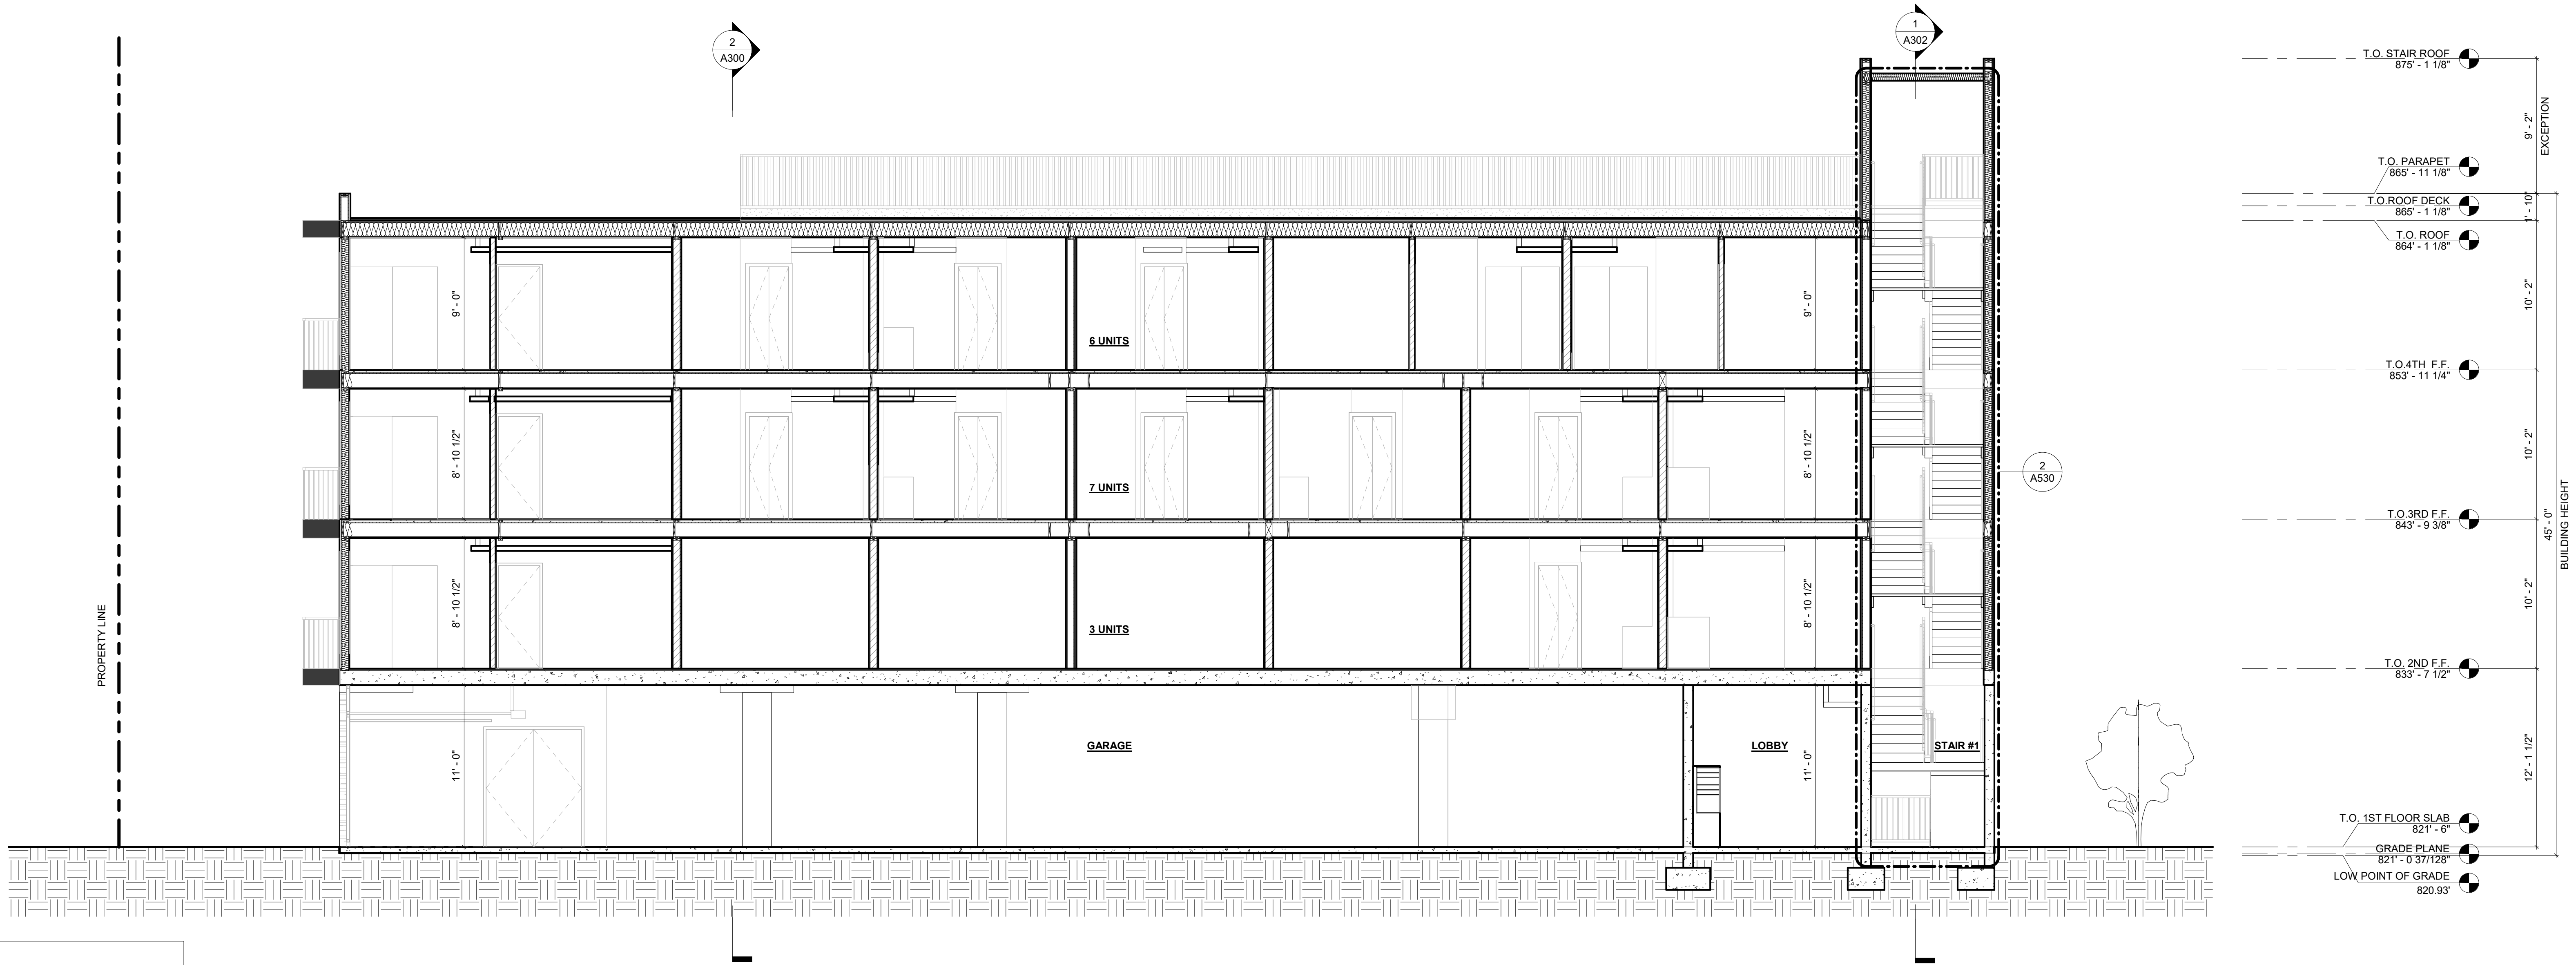 2
A300
1
A302
T.O. STAIR ROOF
875' - 1 1/8"
9' - 2"
EXCEPTION
T.O. PARAPET
865' - 11 1/8"
T.O.ROOF DECK
865' - 1 1/8"
1' - 10"
T.O. ROOF
864' - 1 1/8"
9' - 0"
9' - 0"
10' - 2"
6 UNITS
T.O.4TH F.F.
853' - 11 1/4"
8' - 10 1/2"
8' - 10 1/2"
10' - 2"
2
A530
7 UNITS
T.O.3RD F.F.
843' - 9 3/8"
45' - 0"
BUILDING HEIGHT
8' - 10 1/2"
8' - 10 1/2"
10' - 2"
PROPERTY LINE
3 UNITS
T.O. 2ND F.F.
833' - 7 1/2"
GARAGE
LOBBY
STAIR #1
11' - 0"
11' - 0"
12' - 1 1/2"
T.O. 1ST FLOOR SLAB
821' - 6"
GRADE PLANE
821' - 0 37/128"
LOW POINT OF GRADE
820.93'